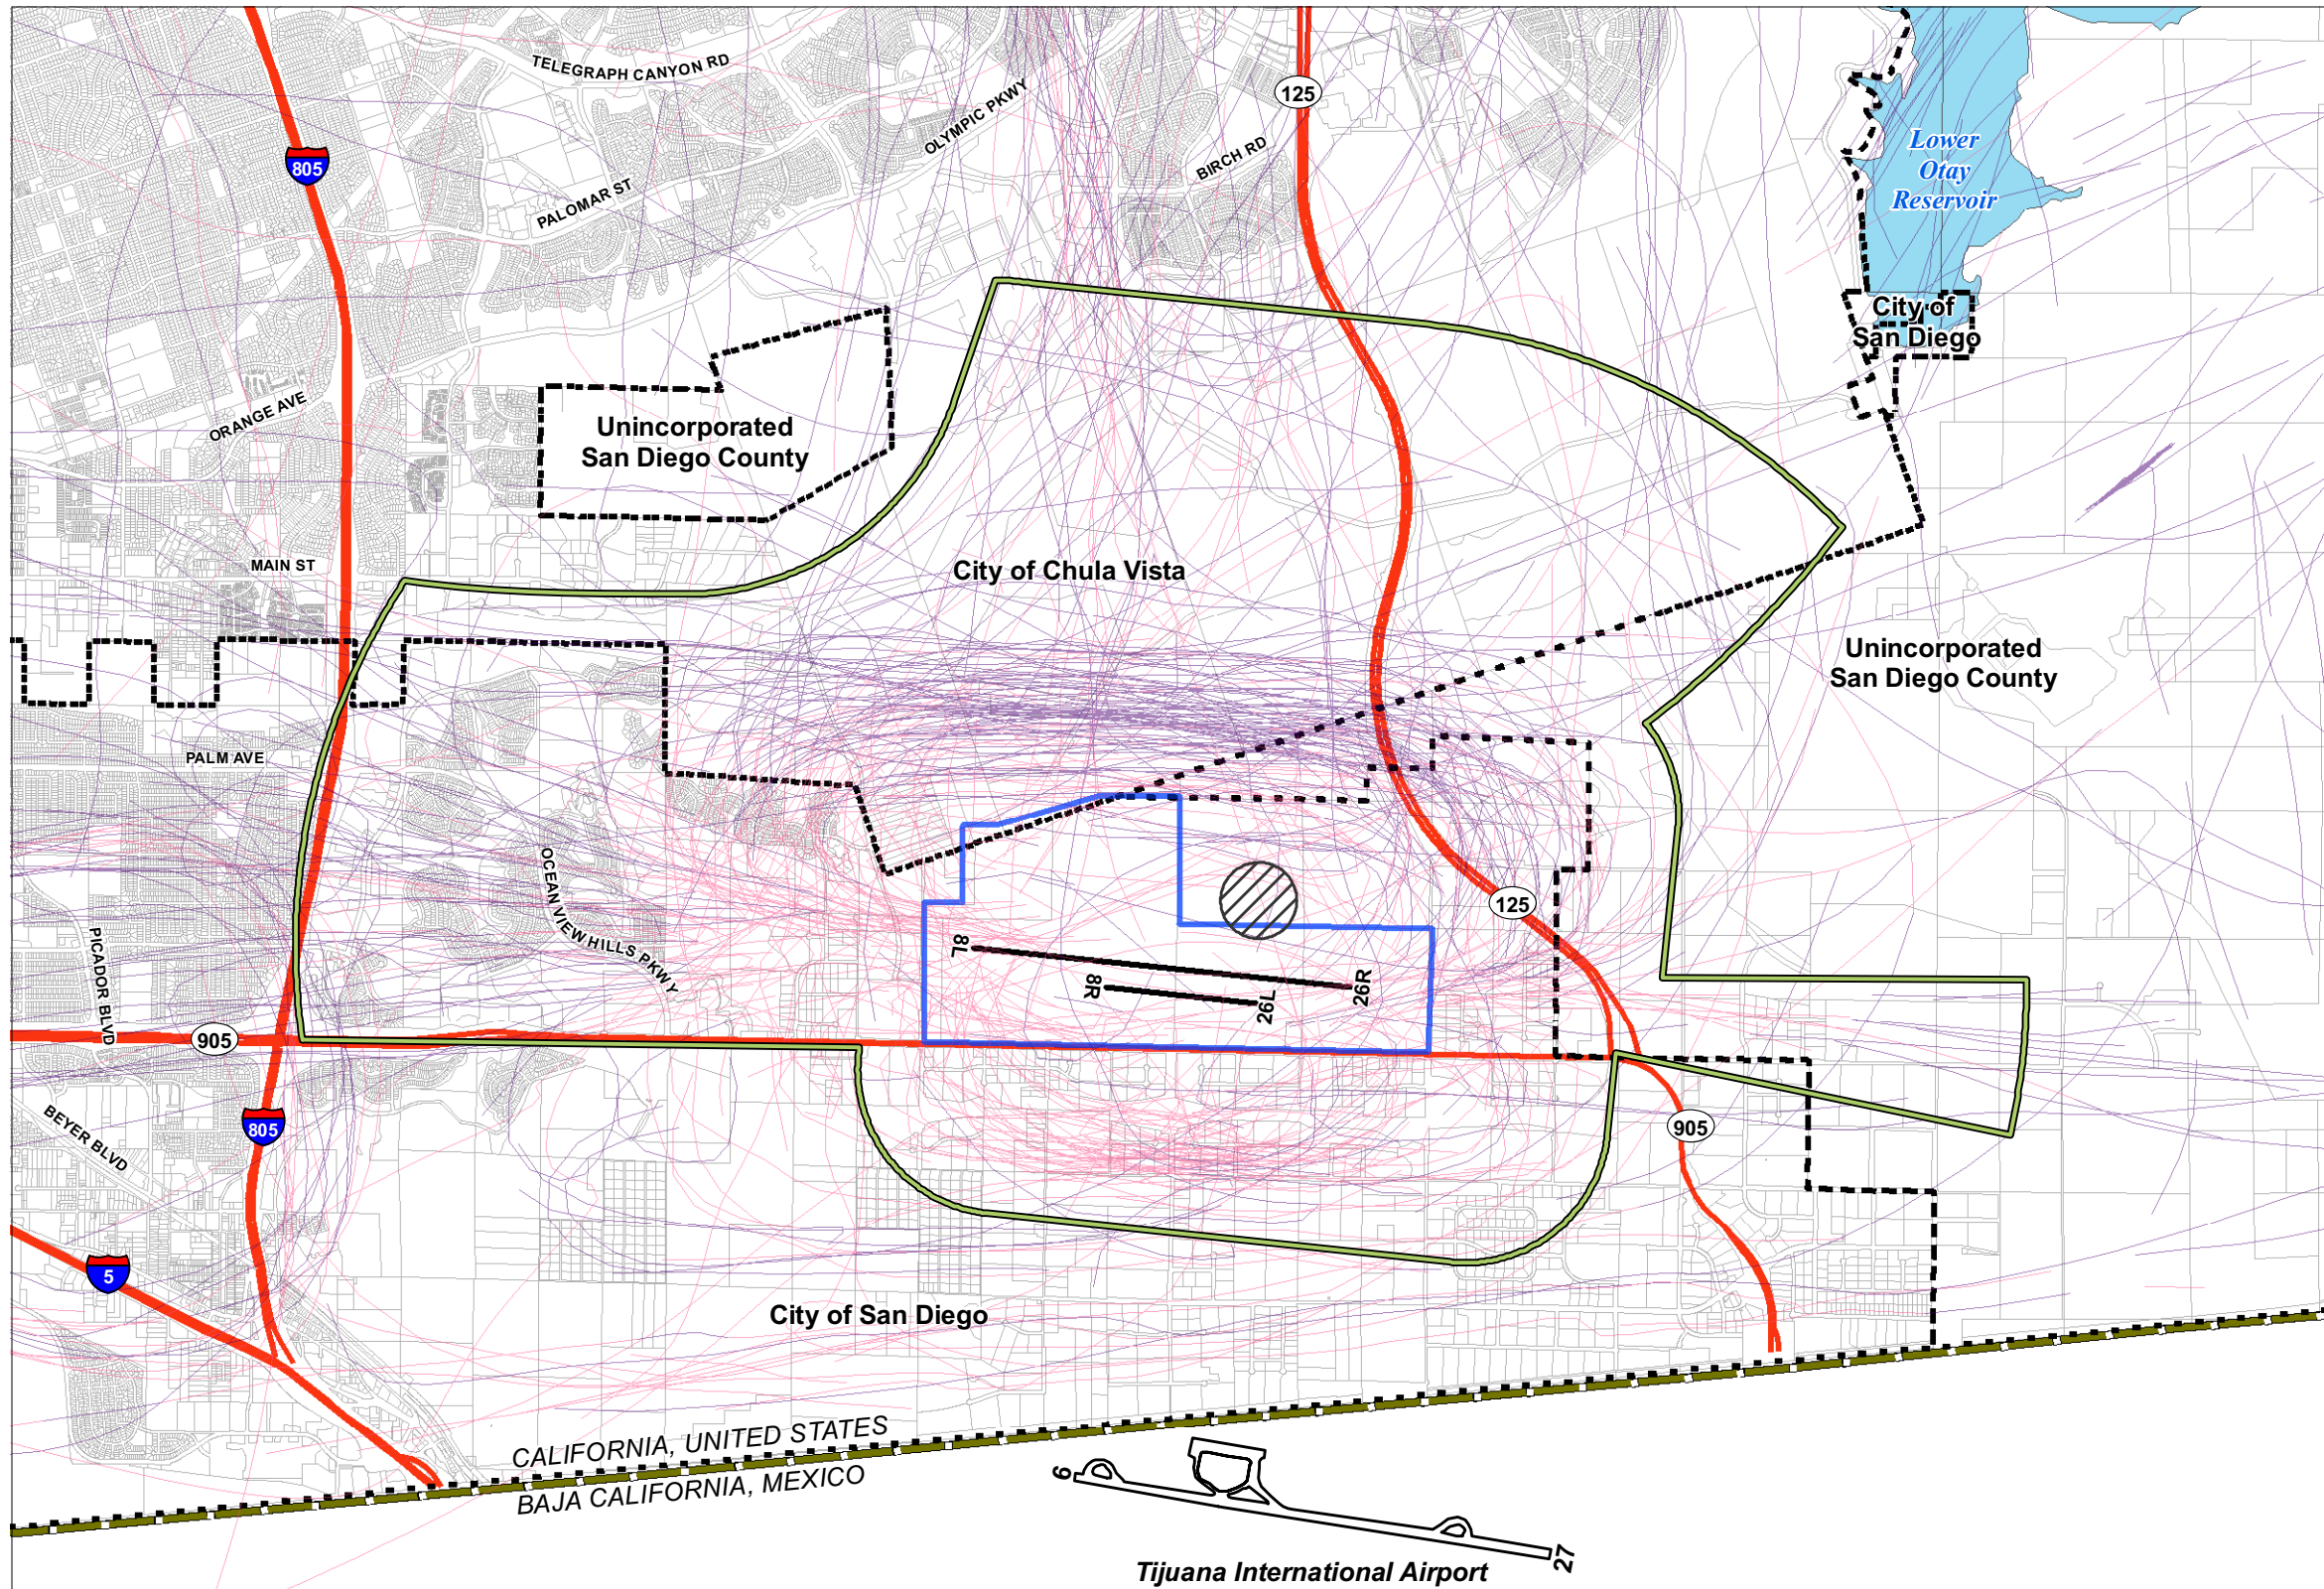 TELEGRAPH CANYON RD
125
OLYMPIC PKWY
BIRCH RD
805
Lower
Otay
Reservoir
PALOMAR ST
City of
San Diego
ORANGE AVE
Unincorporated
San Diego County
MAIN ST
City of Chula Vista
Unincorporated
San Diego County
PALM AVE
OCEAN VIEW HILLS PKWY
125
PICADOR BLVD
8L
26R
8R
26L
905
BEYER BLVD
805
905
5
City of San Diego
CALIFORNIA, UNITED STATES
BAJA CALIFORNIA, MEXICO
9
27
Tijuana International Airport